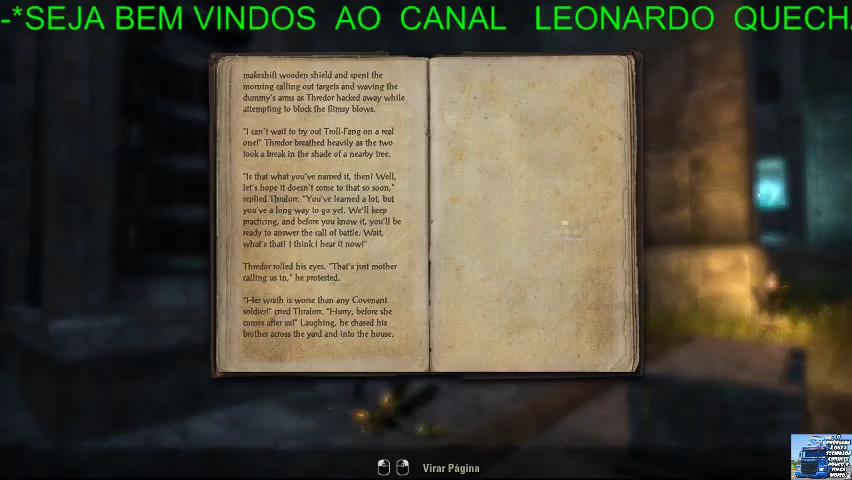 -*SEJA BEM VINDOS AO CANAL LEONARDO QUECHA
makeshift wooden shield and spent the
morning calling out targets and waving the
dummy's arms as Thredor hacked away while
attempting to block the flimsy blows.
"I can't wait to try out Troll-Fang on a real
one!" Thredor breathed heavily as the two
took a break in the shade of a nearby tree.
"Is that what you've named it, then? Well,
let's hope it doesn't come to that so soon,"
replied Thralorr. "You've learned a lot, but
you've a long way to go yet. We'll keep
practicing, and before you know it, you'll be
ready to answer the call of battle. Wait,
what's that? I think I hear it now!"
Thredor rolled his eyes. "That's just mother
calling us in," he protested.
"Her wrath is worse than any Covenant
soldier!" cried Thralorr. "Hurry, before she
comes after us!" Laughing, he chased his
brother across the yard and into the house.
Virar Página